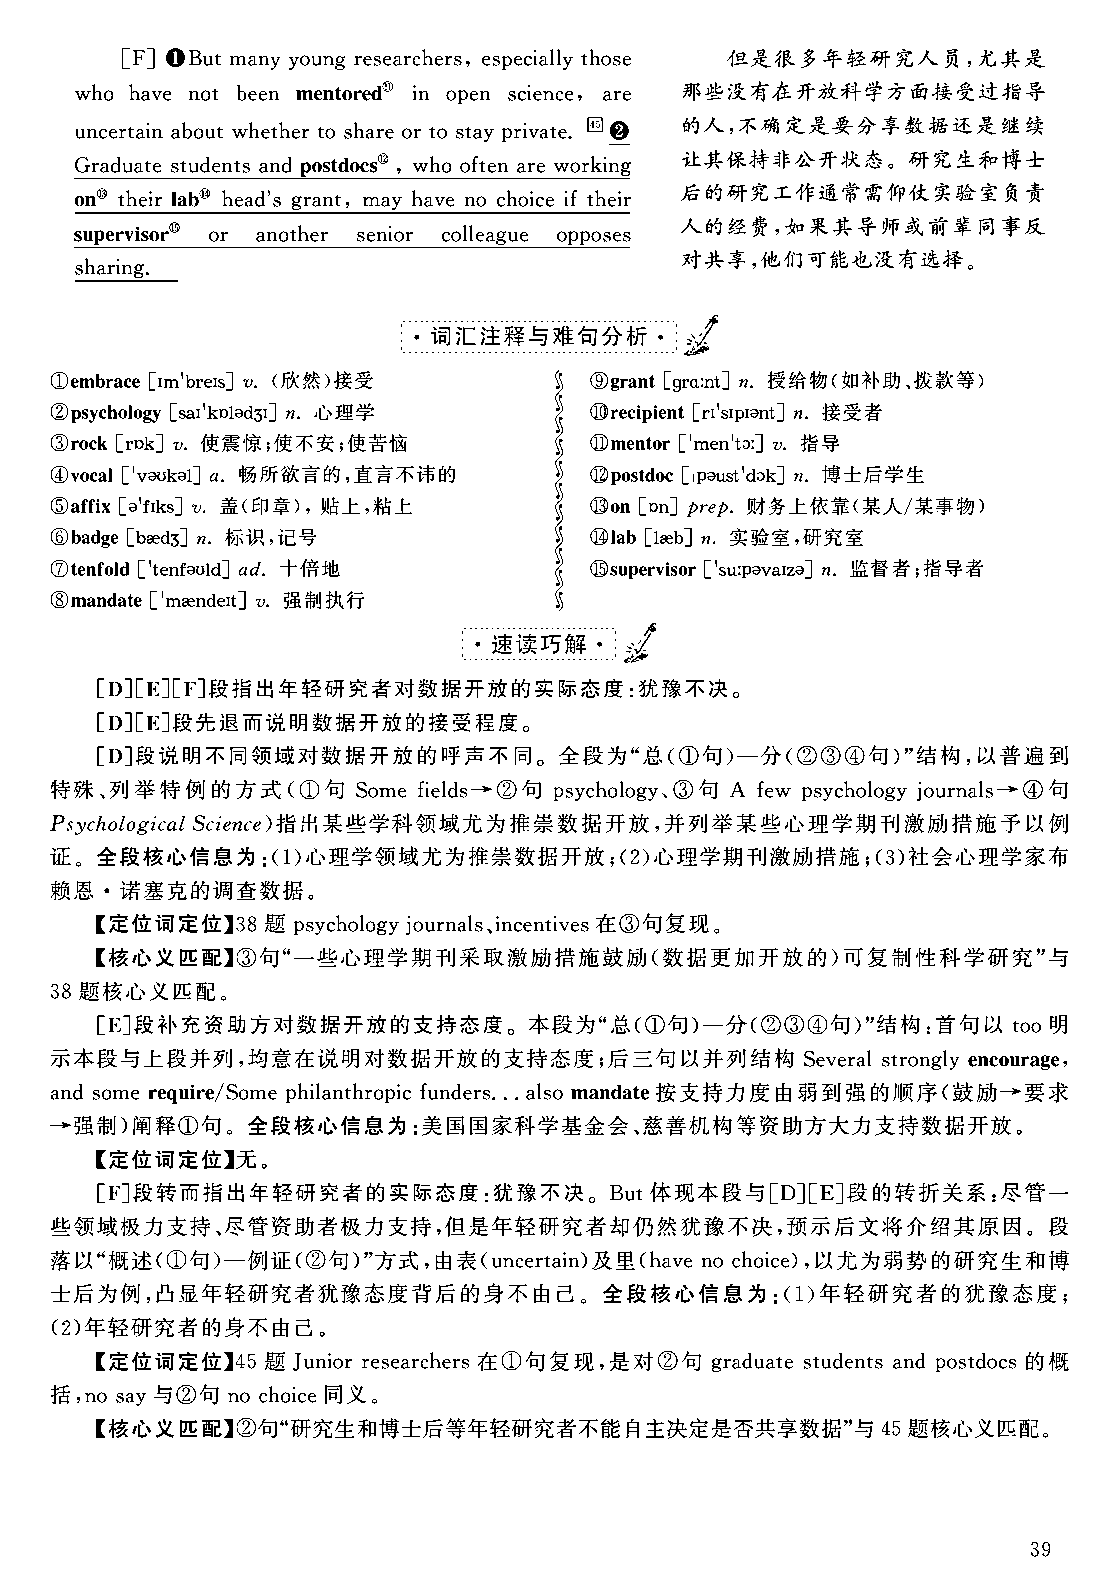 [F] ❶But many young researchers, especially those
who have not been mentored⑪ in open science, are
uncertain about whether to share or to stay private. 45 ❷
Graduate students and postdocs⑫, who often are working
on⑬ their lab⑭ head's grant, may have no choice if their
supervisor⑮ or another senior colleague opposes
sharing.
但是很多年轻研究人员,尤其是
那些没有在开放科学方面接受过指导
的人,不确定是要分享数据还是继续
让其保持非公开状态。研究生和博士
后的研究工作通常需仰仗实验室负责
人的经费,如果其导师或前辈同事反
对共享,他们可能也没有选择。
·词汇注释与难句分析·
①embrace [ɪmˈbreɪs] v. (欣然)接受
②psychology [saɪˈkɒlədʒɪ] n. 心理学
③rock [rɒk] v. 使震惊;使不安;使苦恼
④vocal [ˈvəʊkəl] a. 畅所欲言的,直言不讳的
⑤affix [əˈfɪks] v. 盖(印章), 贴上,粘上
⑥badge [bædʒ] n. 标识,记号
⑦tenfold [ˈtenfəʊld] ad. 十倍地
⑧mandate [ˈmændeɪt] v. 强制执行
⑨grant [grɑːnt] n. 授给物(如补助、拨款等)
⑩recipient [rɪˈsɪpɪənt] n. 接受者
⑪mentor [ˈmenˈtɔː] v. 指导
⑫postdoc [ˌpəustˈdɔk] n. 博士后学生
⑬on [ɒn] prep. 财务上依靠(某人/某事物)
⑭lab [læb] n. 实验室,研究室
⑮supervisor [ˈsuːpəvaɪzə] n. 监督者;指导者
·速读巧解·
[D][E][F]段指出年轻研究者对数据开放的实际态度:犹豫不决。
[D][E]段先退而说明数据开放的接受程度。
[D]段说明不同领域对数据开放的呼声不同。全段为“总(①句)—分(②③④句)”结构,以普遍到
特殊、列举特例的方式(①句 Some fields→②句 psychology、③句 A few psychology journals→④句
Psychological Science)指出某些学科领域尤为推崇数据开放,并列举某些心理学期刊激励措施予以例
证。全段核心信息为:(1)心理学领域尤为推崇数据开放;(2)心理学期刊激励措施;(3)社会心理学家布
赖恩·诺塞克的调查数据。
【定位词定位】38 题 psychology journals、incentives 在③句复现。
【核心义匹配】③句“一些心理学期刊采取激励措施鼓励(数据更加开放的)可复制性科学研究”与
38 题核心义匹配。
[E]段补充资助方对数据开放的支持态度。本段为“总(①句)—分(②③④句)”结构:首句以 too 明
示本段与上段并列,均意在说明对数据开放的支持态度;后三句以并列结构 Several strongly encourage,
and some require/Some philanthropic funders...also mandate 按支持力度由弱到强的顺序(鼓励→要求
→强制)阐释①句。全段核心信息为:美国国家科学基金会、慈善机构等资助方大力支持数据开放。
【定位词定位】无。
[F]段转而指出年轻研究者的实际态度:犹豫不决。But 体现本段与[D][E]段的转折关系:尽管一
些领域极力支持、尽管资助者极力支持,但是年轻研究者却仍然犹豫不决,预示后文将介绍其原因。段
落以“概述(①句)—例证(②句)”方式,由表(uncertain)及里(have no choice),以尤为弱势的研究生和博
士后为例,凸显年轻研究者犹豫态度背后的身不由己。全段核心信息为:(1)年轻研究者的犹豫态度;
(2)年轻研究者的身不由己。
【定位词定位】45 题 Junior researchers 在①句复现,是对②句 graduate students and postdocs 的概
括,no say 与②句 no choice 同义。
【核心义匹配】②句“研究生和博士后等年轻研究者不能自主决定是否共享数据”与 45 题核心义匹配。
39